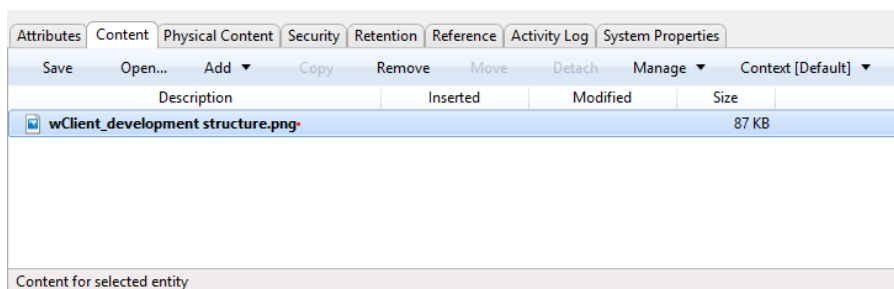 Attributes Content Physical Content Security Retention Reference Activity Log System Properties
Save Open... Add Copy Remove Move Detach Manage Context [Default]
Description Inserted Modified Size
wClient_development structure.png 87 KB
Content for selected entity